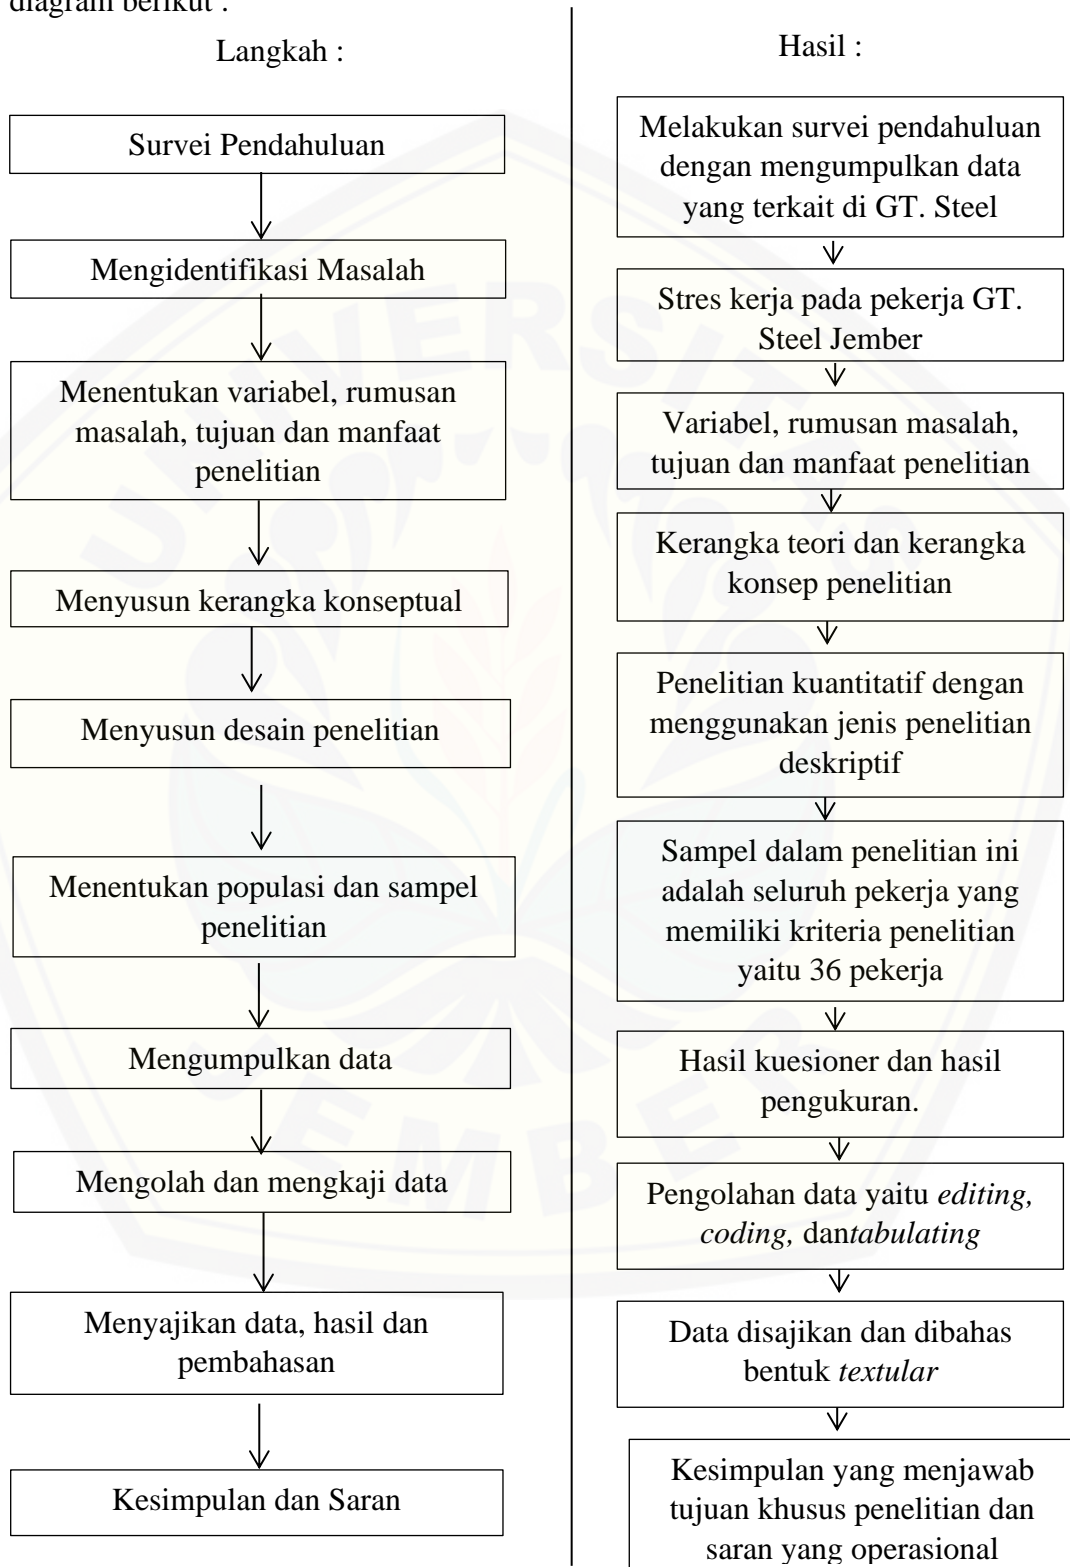 diagram berikut :
Langkah :
Survei Pendahuluan
Mengidentifikasi Masalah
Menentukan variabel, rumusan
masalah, tujuan dan manfaat
penelitian
Menyusun kerangka konseptual
Menyusun desain penelitian
Menentukan populasi dan sampel
penelitian
Mengumpulkan data
Mengolah dan mengkaji data
Menyajikan data, hasil dan
pembahasan
Kesimpulan dan Saran
Hasil :
Melakukan survei pendahuluan
dengan mengumpulkan data
yang terkait di GT. Steel
Stres kerja pada pekerja GT.
Steel Jember
Variabel, rumusan masalah,
tujuan dan manfaat penelitian
Kerangka teori dan kerangka
konsep penelitian
Penelitian kuantitatif dengan
menggunakan jenis penelitian
deskriptif
Sampel dalam penelitian ini
adalah seluruh pekerja yang
memiliki kriteria penelitian
yaitu 36 pekerja
Hasil kuesioner dan hasil
pengukuran.
Pengolahan data yaitu editing,
coding, dantabulating
Data disajikan dan dibahas
bentuk textular
Kesimpulan yang menjawab
tujuan khusus penelitian dan
saran yang operasional
UNIVERSITAS
JEMBER